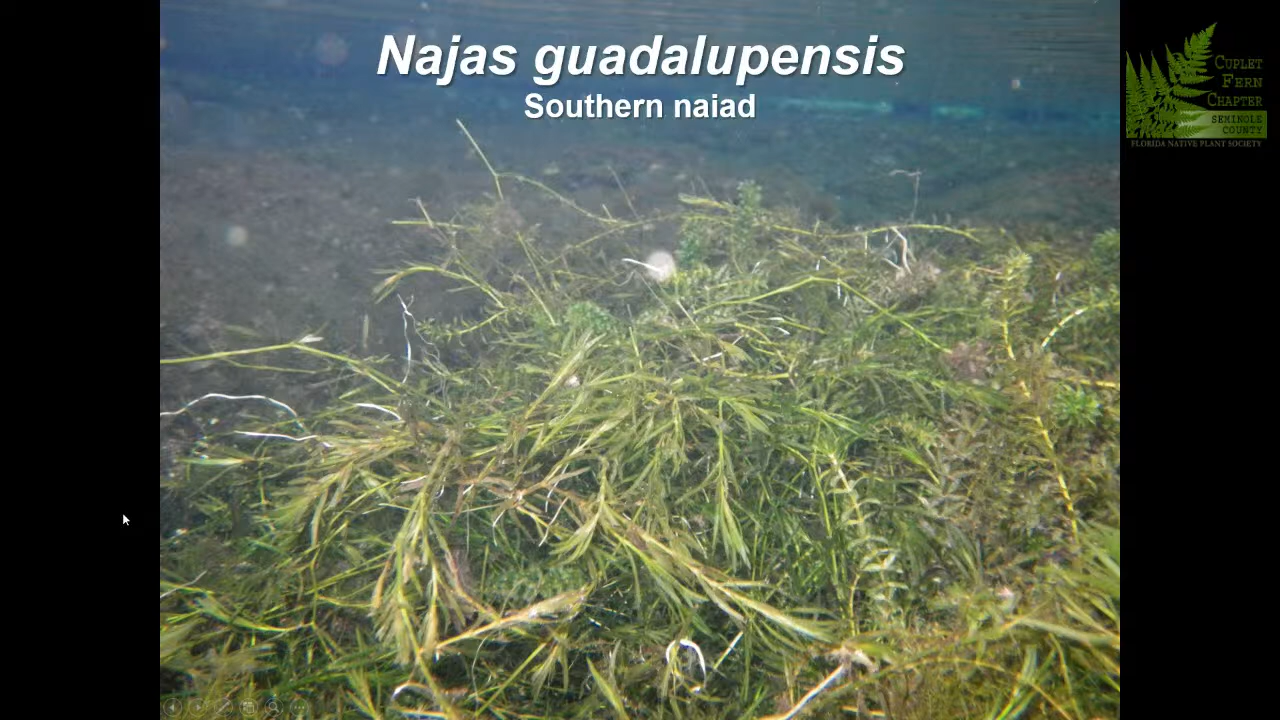 Najas guadalupensis
Southern naiad
CUPLET
FERN
CHAPTER
SEMINOLE
COUNTY
FLORIDA NATIVE PLANT SOCIETY